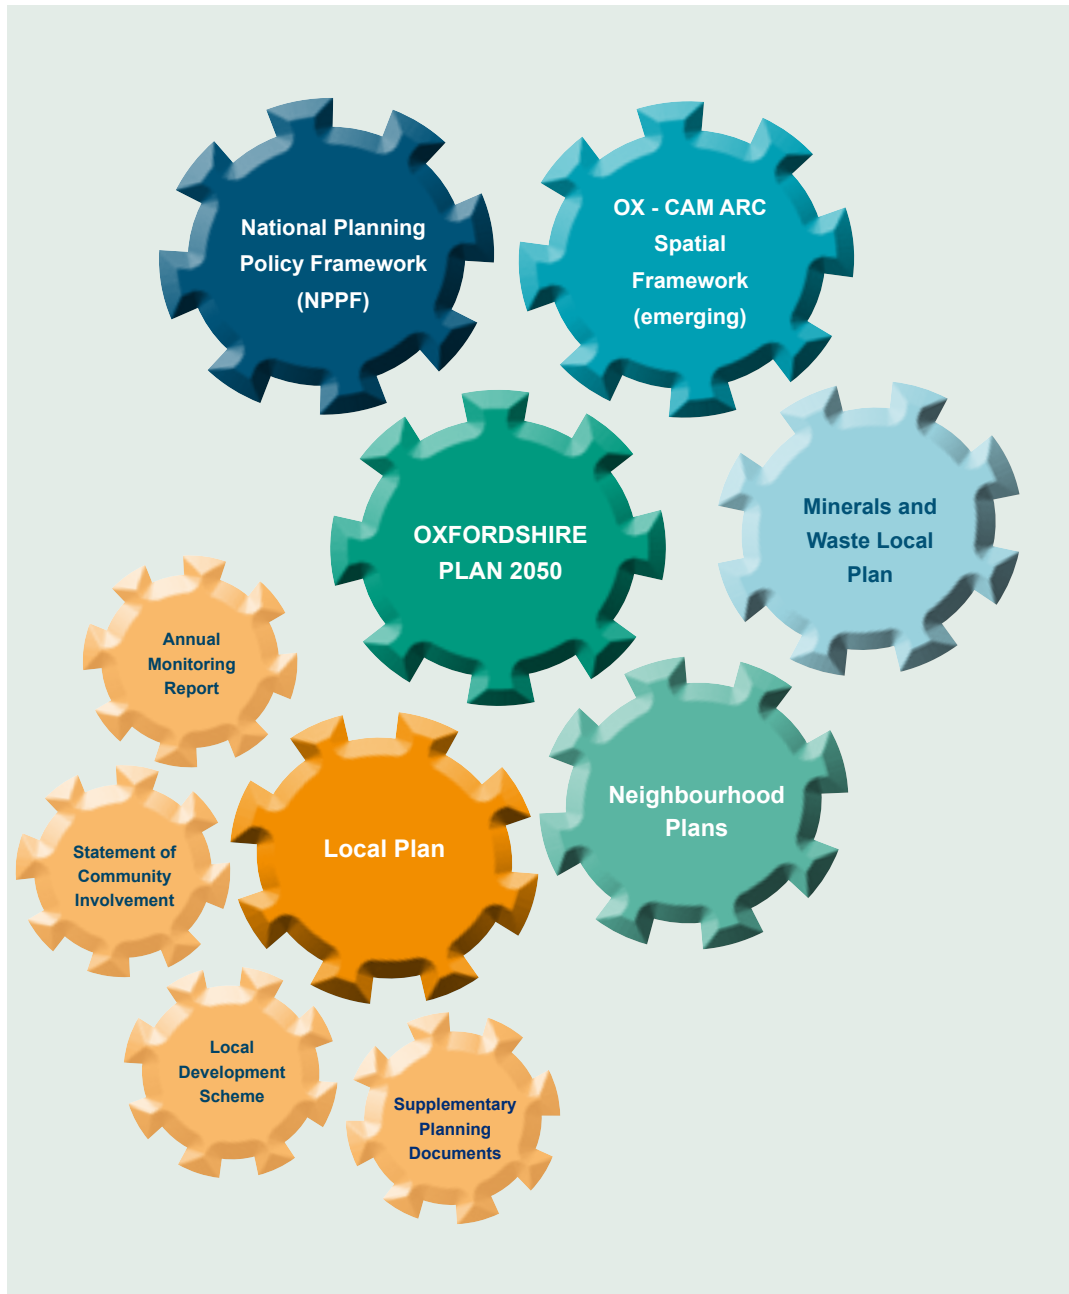 National Planning
Policy Framework
(NPPF)
OX - CAM ARC
Spatial
Framework
(emerging)
OXFORDSHIRE
PLAN 2050
Minerals and
Waste Local
Plan
Annual
Monitoring
Report
Neighbourhood
Plans
Local Plan
Statement of
Community
Involvement
Local
Development
Scheme
Supplementary
Planning
Documents